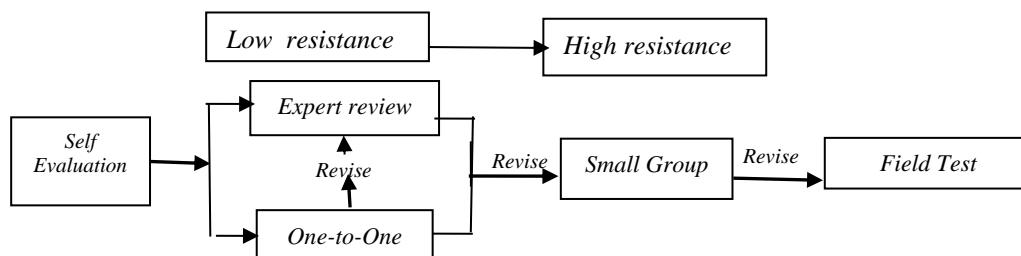 Low resistance
High resistance
Expert review
Self
Evaluation
Revise
Revise
Small Group
Revise
Field Test
One-to-One